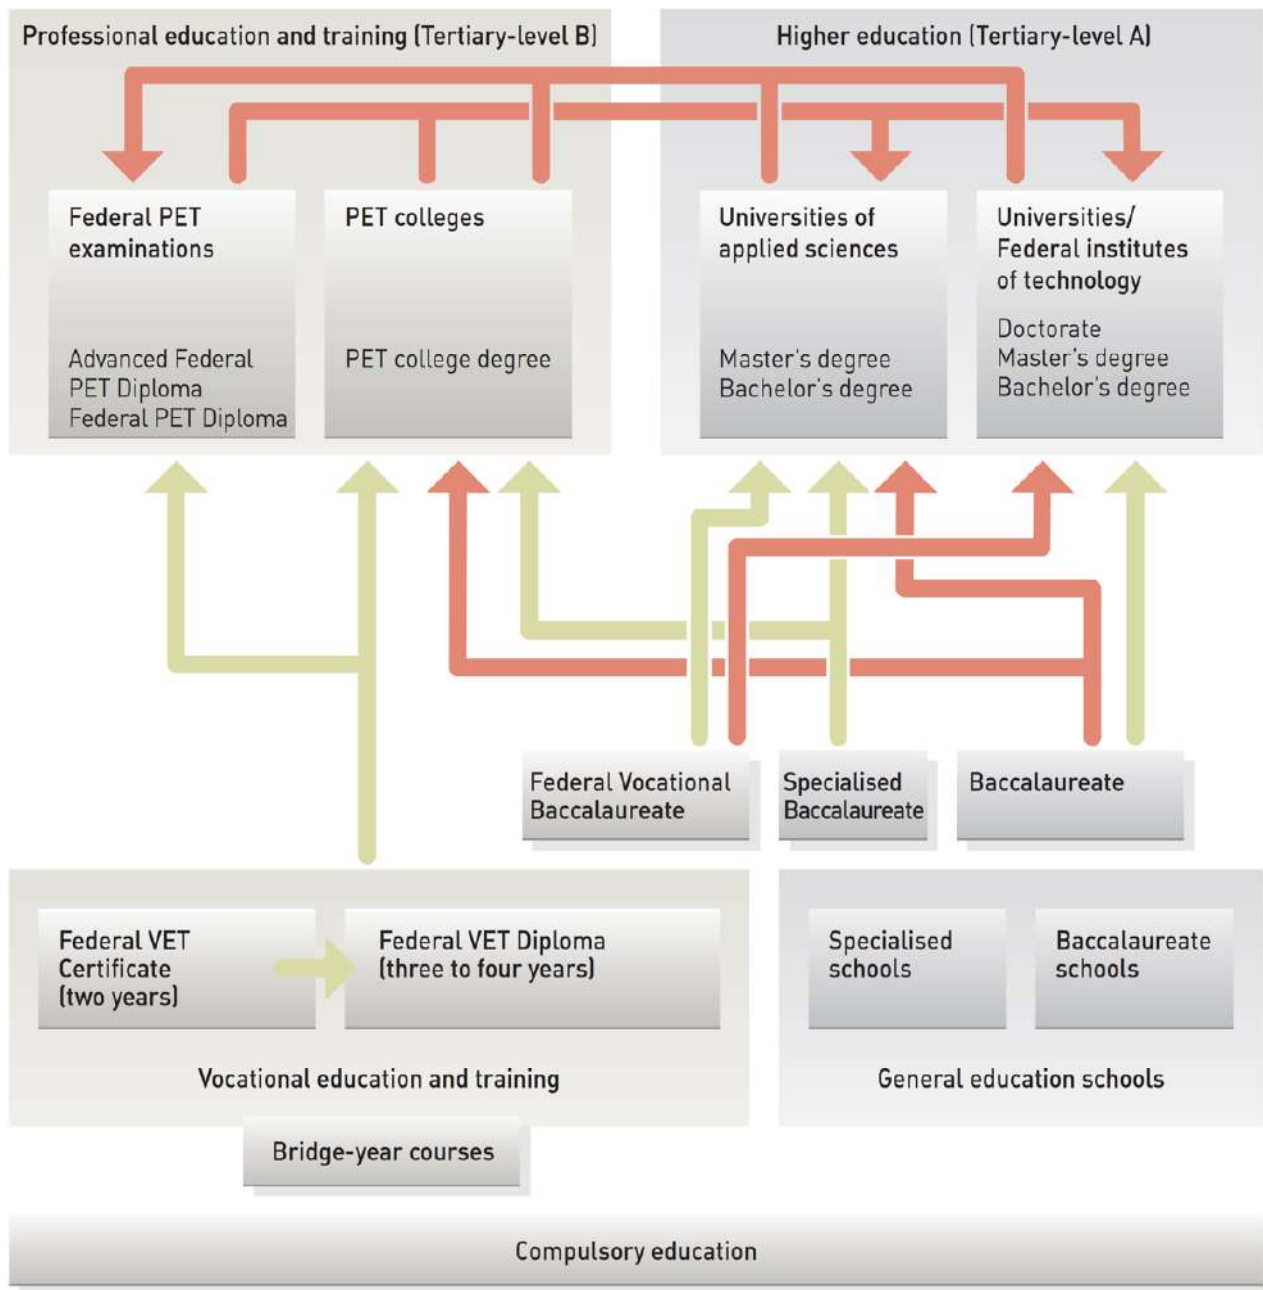 Professional education and training (Tertiary-level B)
Higher education (Tertiary-level A)
Federal PET
examinations
Advanced Federal
PET Diploma
Federal PET Diploma
PET colleges
PET college degree
Universities of
applied sciences
Master's degree
Bachelor's degree
Universities/
Federal institutes
of technology
Doctorate
Master's degree
Bachelor's degree
Federal Vocational
Baccalaureate
Specialised
Baccalaureate
Baccalaureate
Federal VET
Certificate
(two years)
Federal VET Diploma
(three to four years)
Vocational education and training
Specialised
schools
Baccalaureate
schools
General education schools
Bridge-year courses
Compulsory education